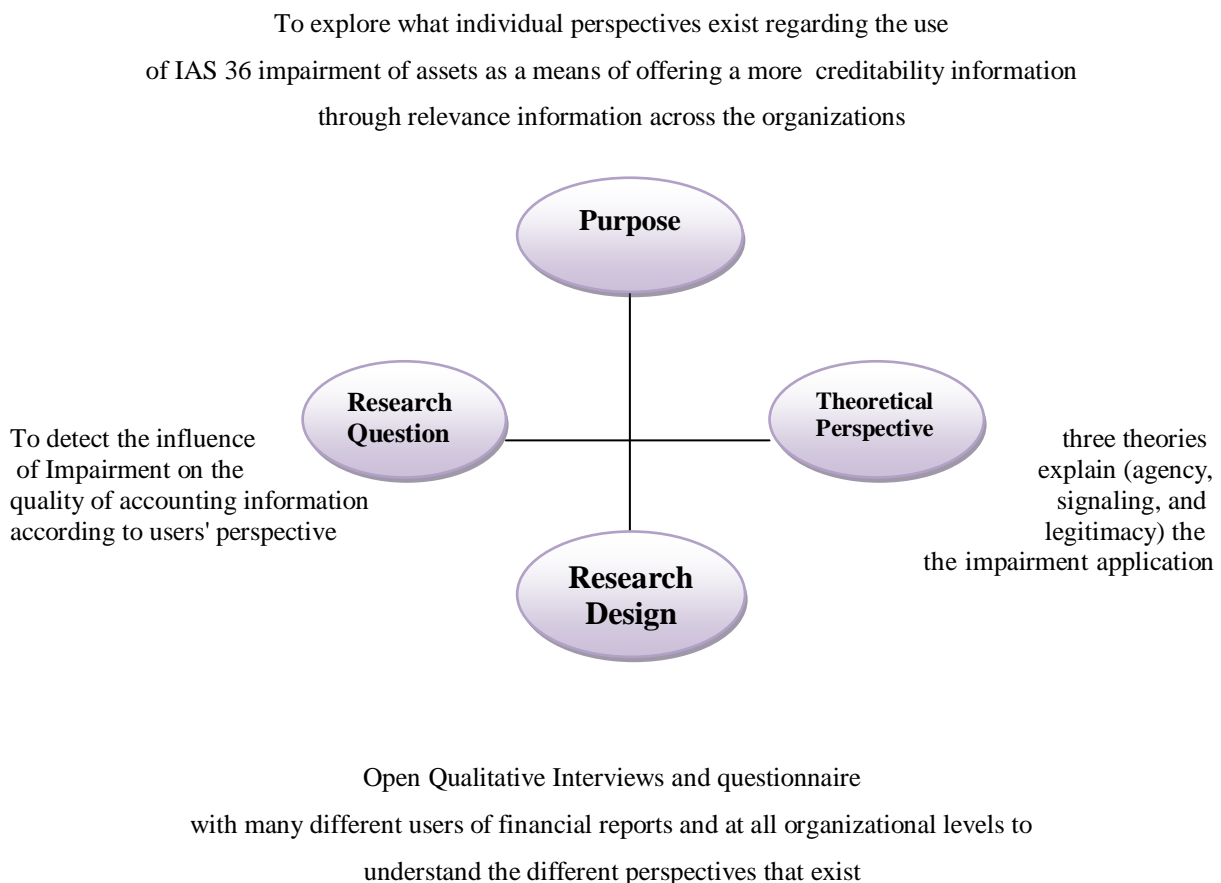 To explore what individual perspectives exist regarding the use
of IAS 36 impairment of assets as a means of offering a more creditability information
through relevance information across the organizations
Purpose
Research
Question
Theoretical
Perspective
To detect the influence
of Impairment on the
quality of accounting information
according to users' perspective
three theories
explain (agency,
signaling, and
legitimacy) the
the impairment application
Research
Design
Open Qualitative Interviews and questionnaire
with many different users of financial reports and at all organizational levels to
understand the different perspectives that exist